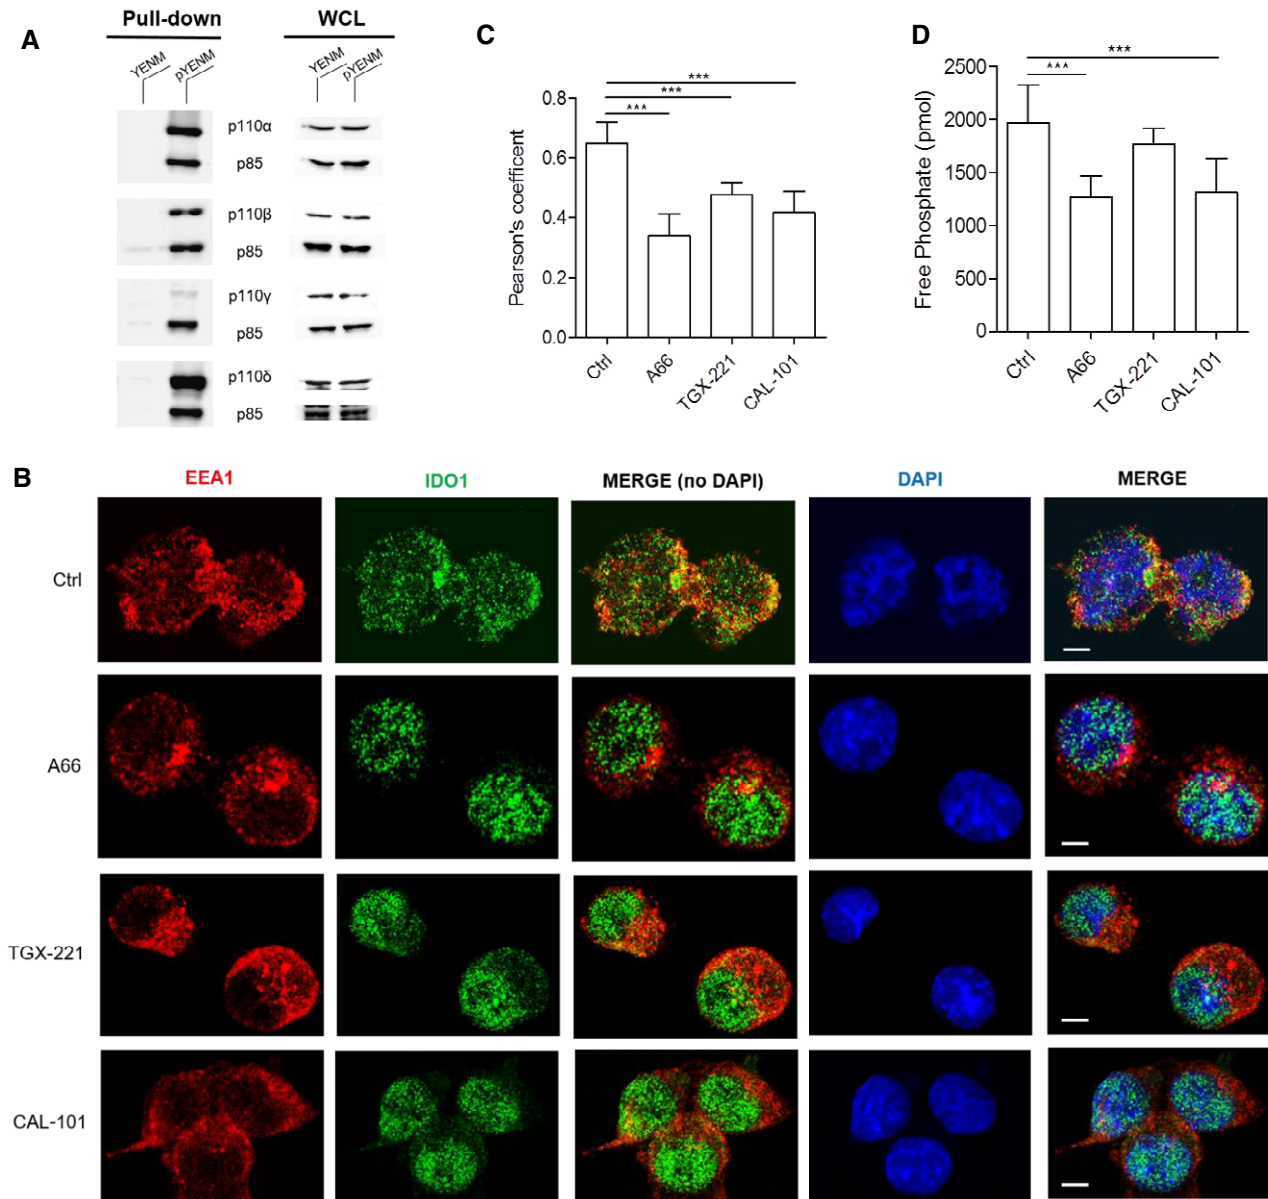 A
Pull-down
WCL
YENM
pYENM
YENM
pYENM
p110α
p85
p110β
p85
p110γ
p85
p110δ
p85
C
***
***
***
Pearson's coefficent
0.8
0.6
0.4
0.2
0.0
Ctrl
A66
TGX-221
CAL-101
D
***
***
Free Phosphate (pmol)
2500
2000
1500
1000
500
0
Ctrl
A66
TGX-221
CAL-101
B
EEA1
IDO1
MERGE (no DAPI)
DAPI
MERGE
Ctrl
A66
TGX-221
CAL-101